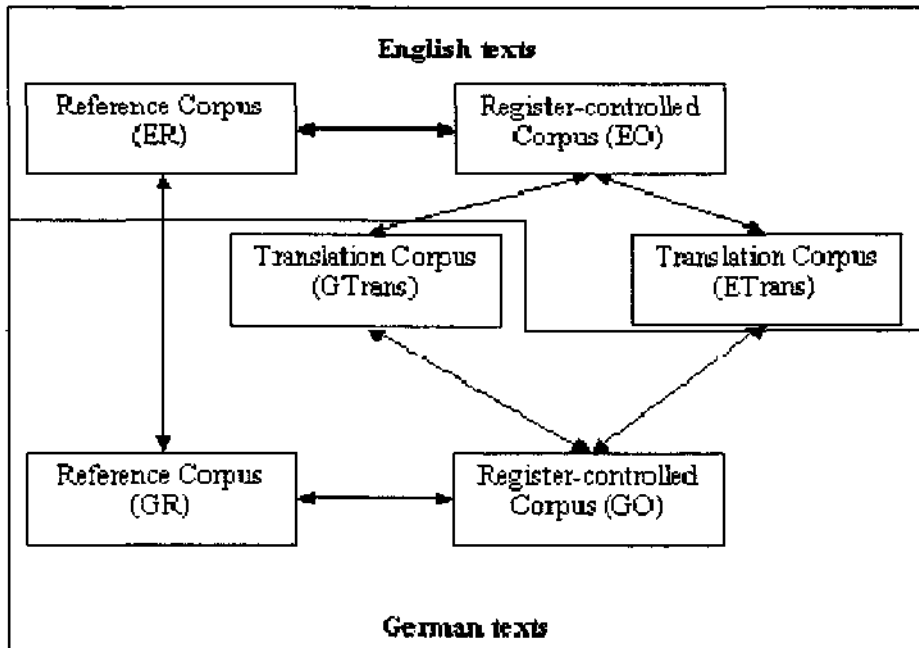 English texts
Reference Corpus
(ER)
Register-controlled
Corpus (EO)
Translation Corpus
(GTrans)
Translation Corpus
(ETrans)
Reference Corpus
(GR)
Register-controlled
Corpus (GO)
German texts